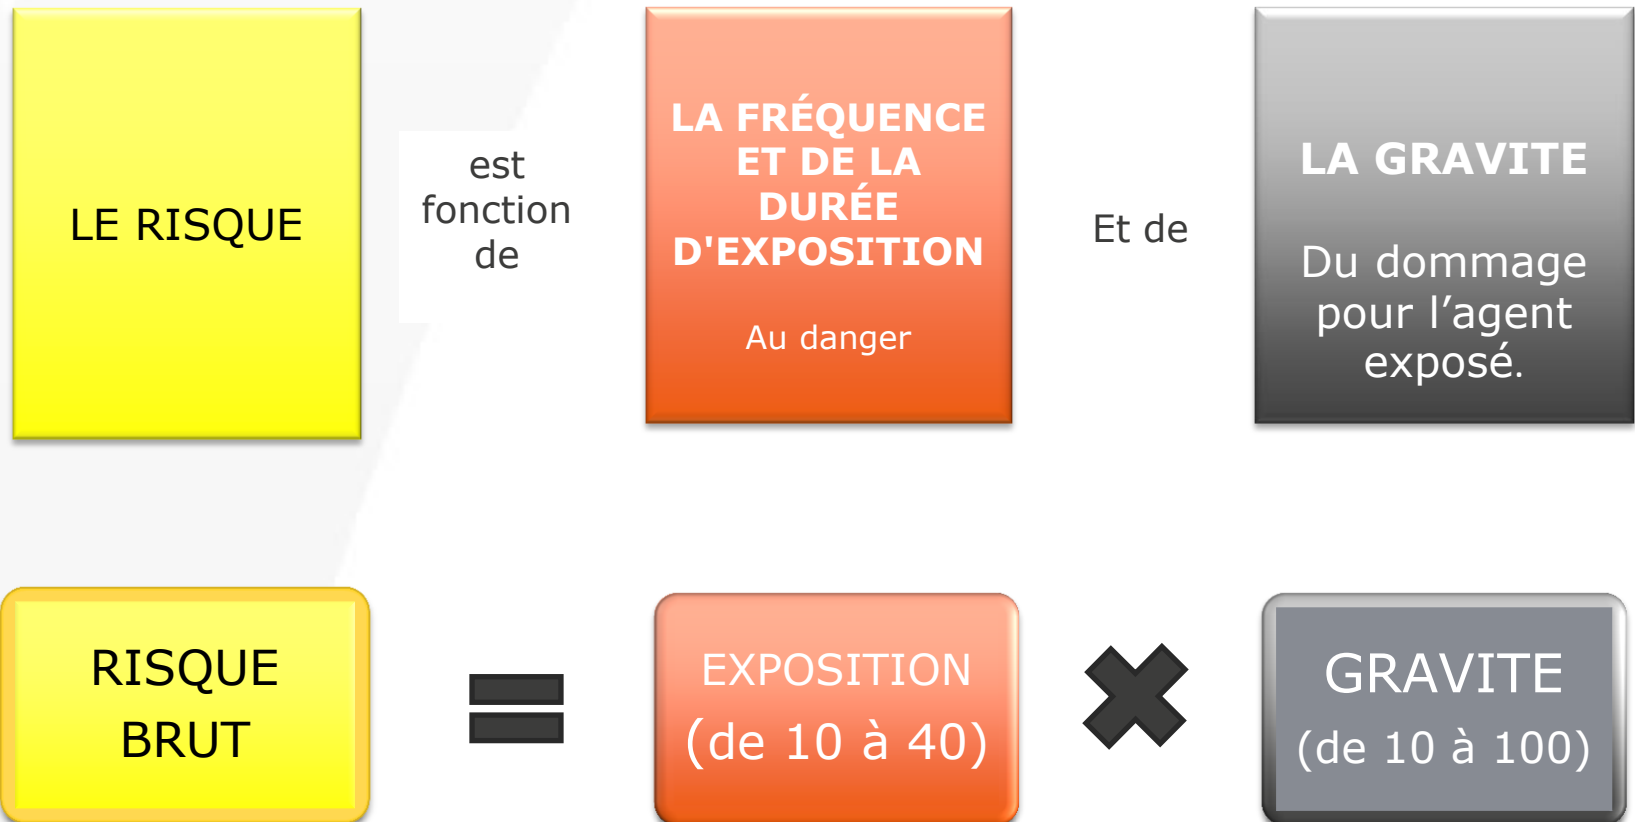 LE RISQUE
est
fonction
de
LA FRÉQUENCE
ET DE LA
DURÉE
D'EXPOSITION
Au danger
Et de
LA GRAVITE
Du dommage
pour l’agent
exposé.
RISQUE
BRUT
EXPOSITION
(de 10 à 40)
GRAVITE
(de 10 à 100)